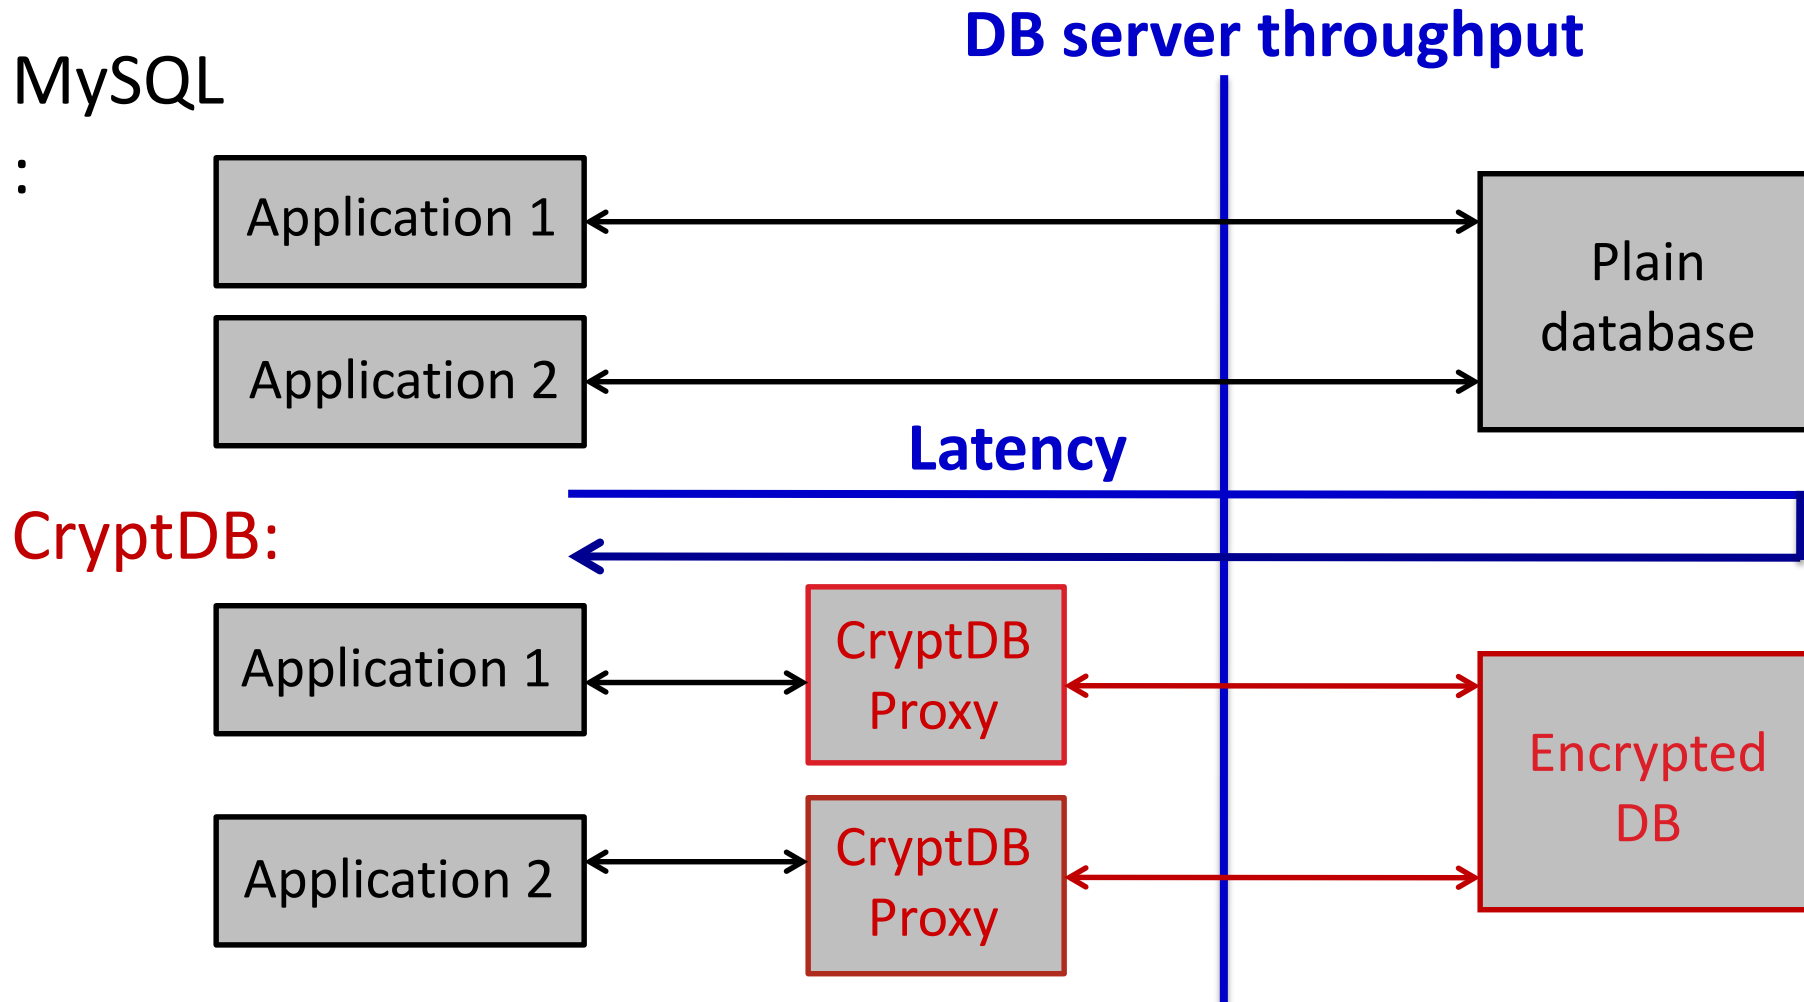 DB server throughput
MySQL
:
Application 1
Plain
database
Application 2
Latency
CryptDB:
Application 1
CryptDB
Proxy
Encrypted
DB
Application 2
CryptDB
Proxy